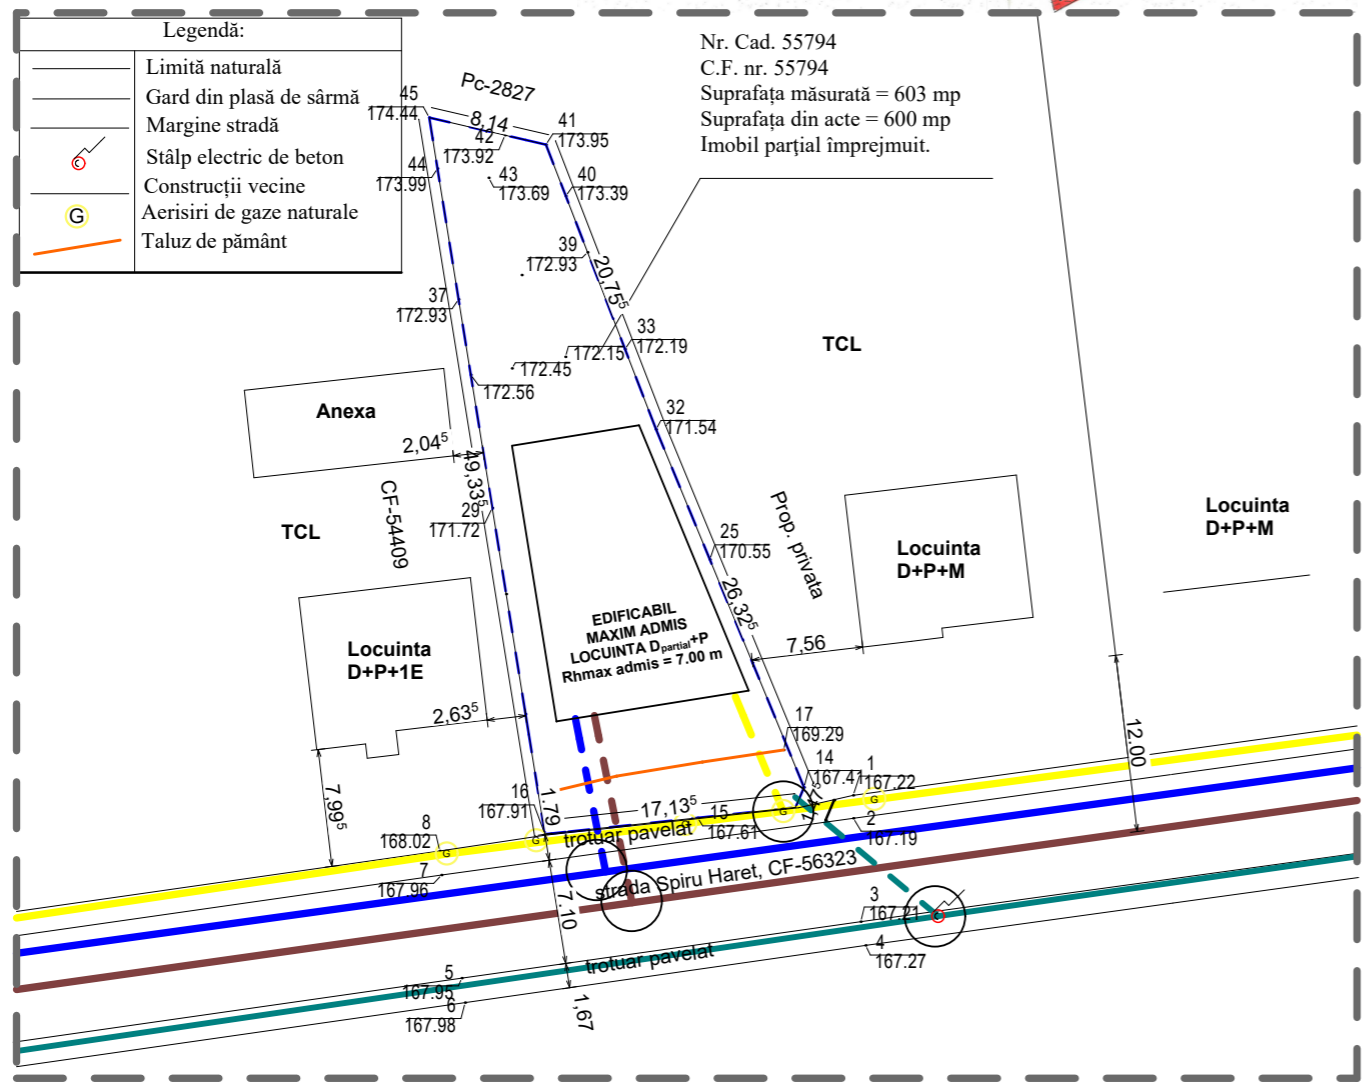 Legendă:
Limită naturală
Gard din plasă de sârmă
Margine stradă
Stâlp electric de beton
Construcții vecine
G Aerisiri de gaze naturale
Taluz de pământ
Nr. Cad. 55794
C.F. nr. 55794
Suprafața măsurată = 603 mp
Suprafața din acte = 600 mp
Imobil parțial împrejmuit.
Pc-2827
45
174.44
8,14
42
173.92
41
173.95
44
173.99
43
173.69
40
173.39
39
172.93
20,75⁵
37
172.93
33
172.19
172.15
172.45
172.56
TCL
Anexa
2,04⁵
49,33⁵
32
171.54
CF-54409
29
171.72
TCL
25
170.55
Prop. privata
26,32⁵
Locuinta
D+P+M
Locuinta
D+P+M
EDIFICABIL
MAXIM ADMIS
LOCUINTA Dpartial+P
Rhmax admis = 7.00 m
7,56
Locuinta
D+P+1E
2,63⁵
7,99⁵
12.00
17
169.29
14
167.41
1
167.22
16
167.91
1.79
17,13⁵
15
167.61
G
G
G
G
2
167.19
8
168.02
trotuar pavelat
7
167.96
strada Spiru Haret, CF-56323
7.10
3
167.21
4
167.27
trotuar pavelat
5
167.95
6
167.98
1,67